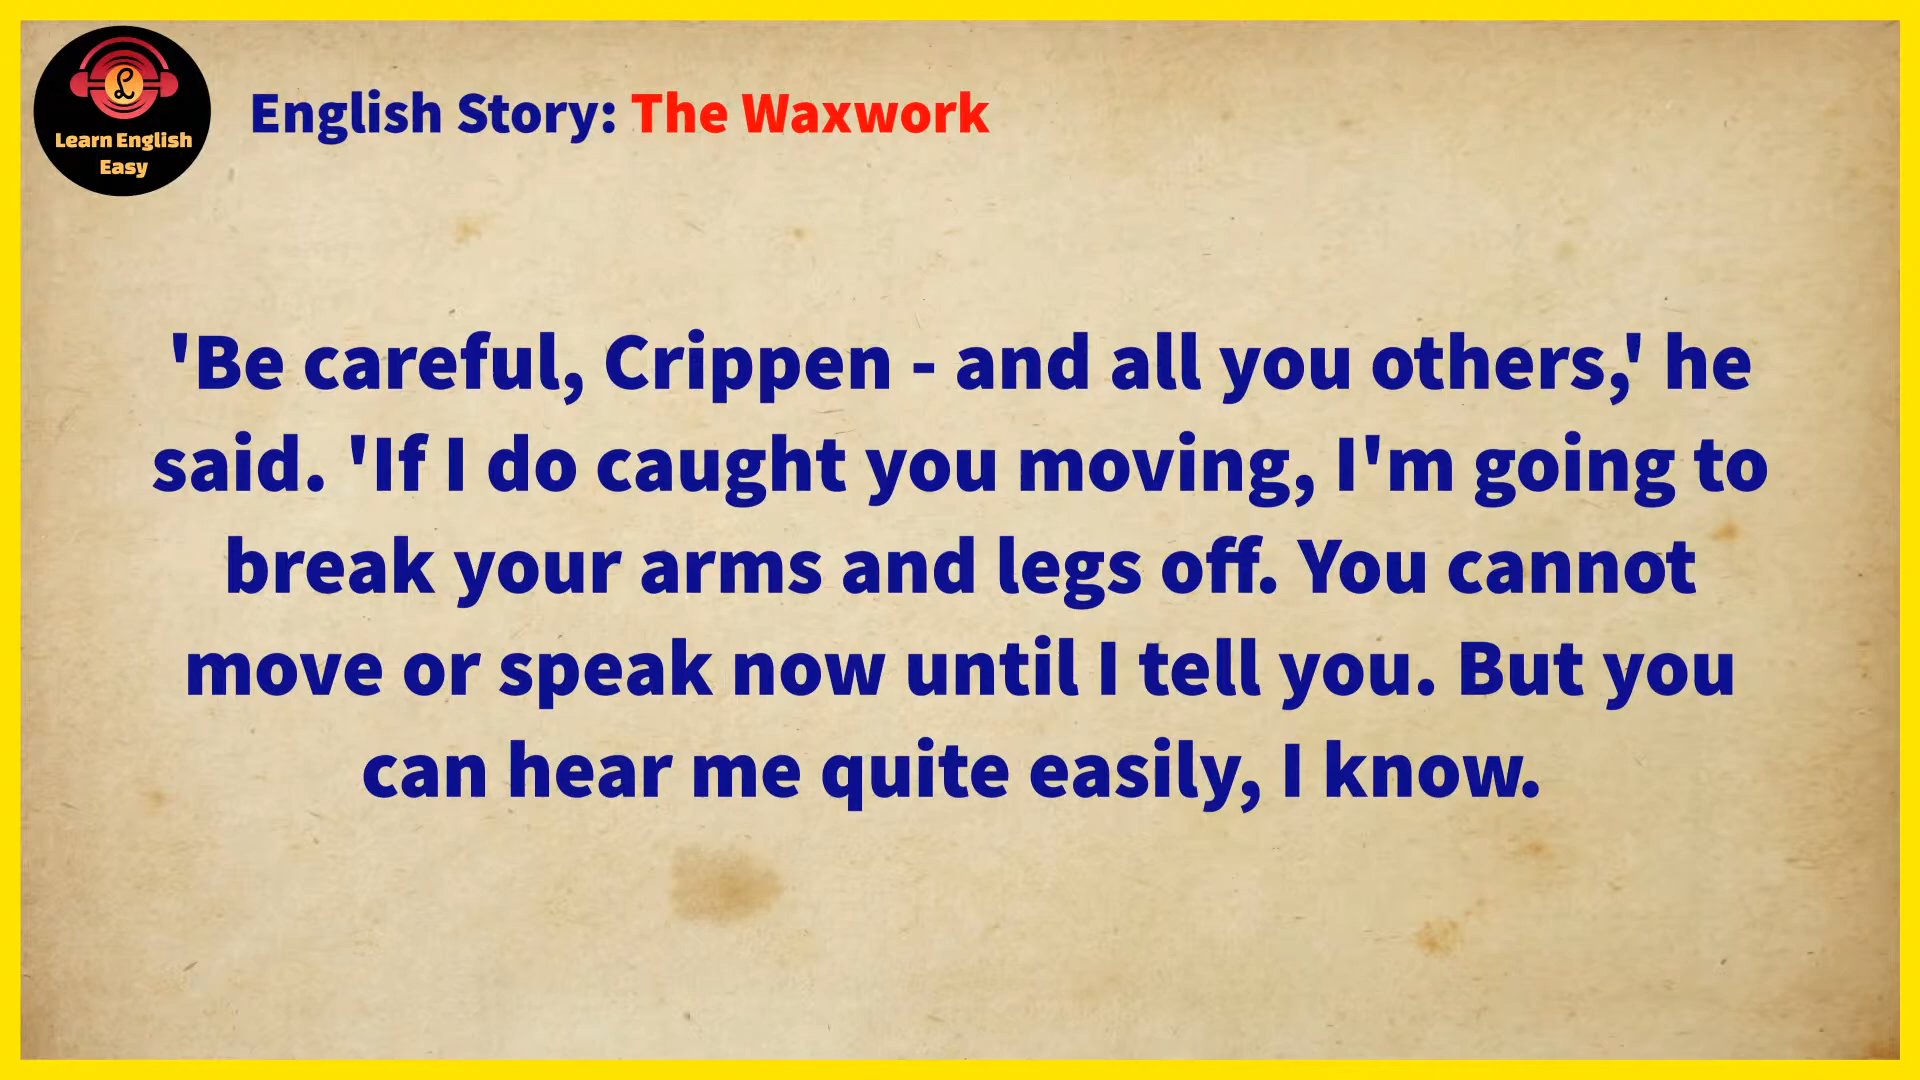 Learn English
Easy
English Story: The Waxwork
'Be careful, Crippen - and all you others,' he
said. 'If I do caught you moving, I'm going to
break your arms and legs off. You cannot
move or speak now until I tell you. But you
can hear me quite easily, I know.